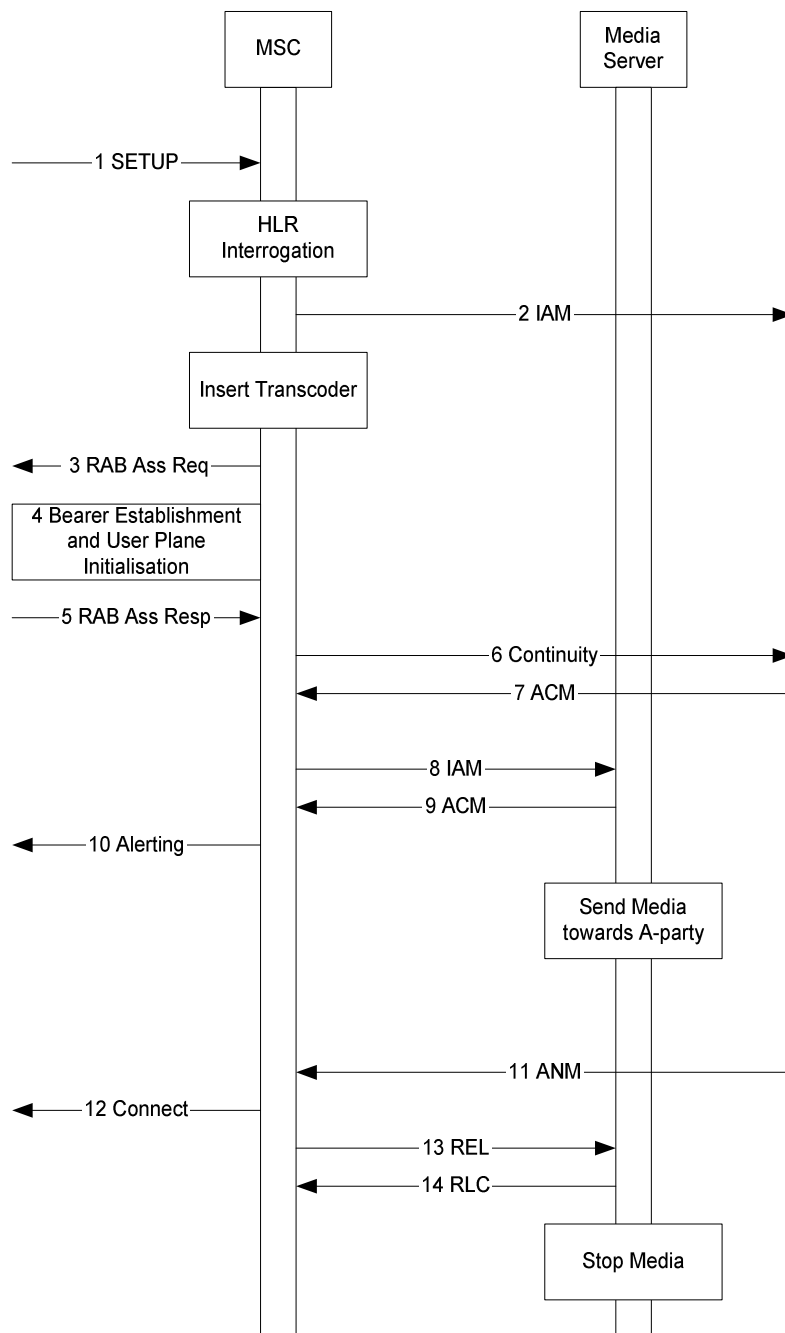 MSC
Media
Server
1 SETUP
HLR
Interrogation
2 IAM
Insert Transcoder
3 RAB Ass Req
4 Bearer Establishment
and User Plane
Initialisation
5 RAB Ass Resp
6 Continuity
7 ACM
8 IAM
9 ACM
10 Alerting
Send Media
towards A-party
11 ANM
12 Connect
13 REL
14 RLC
Stop Media